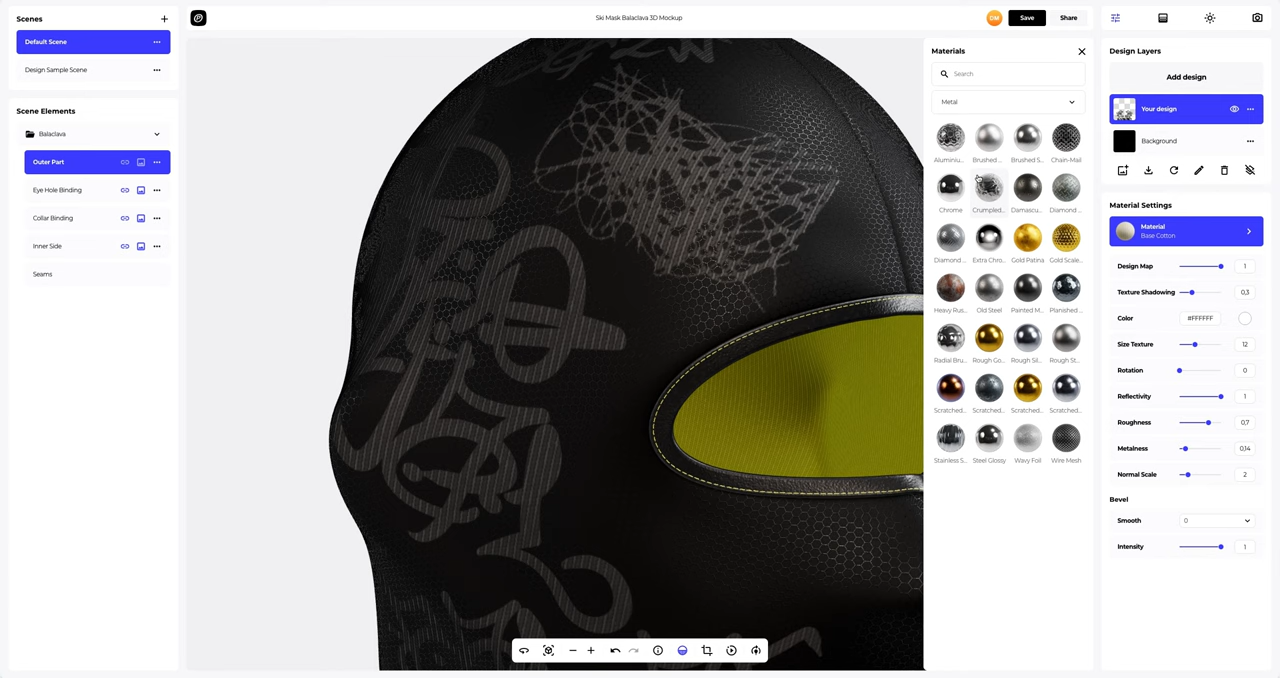 Scenes
Default Scene
Design Sample Scene
Scene Elements
Balaclava
Outer Part
Eye Hole Binding
Collar Binding
Inner Side
Seams
Ski Mask Balaclava 3D Mockup
DM
Save
Share
Materials
Search
Metal
Aluminiu... Brushed ... Brushed S... Chain-Mail
Chrome Crumpled... Damascu... Diamond ...
Diamond ... Extra Chro... Gold Patina Gold Scale...
Heavy Rus... Old Steel Painted M... Planished ...
Radial Bru... Rough Go... Rough Sil... Rough St...
Scratched... Scratched... Scratched... Scratched...
Stainless S... Steel Glossy Wavy Foil Wire Mesh
Design Layers
Add design
Your design
Background
Material Settings
Material
Base Cotton
Design Map 1
Texture Shadowing 0,3
Color #FFFFFF
Size Texture 12
Rotation 0
Reflectivity 1
Roughness 0,7
Metalness 0,14
Normal Scale 2
Bevel
Smooth 0
Intensity 1